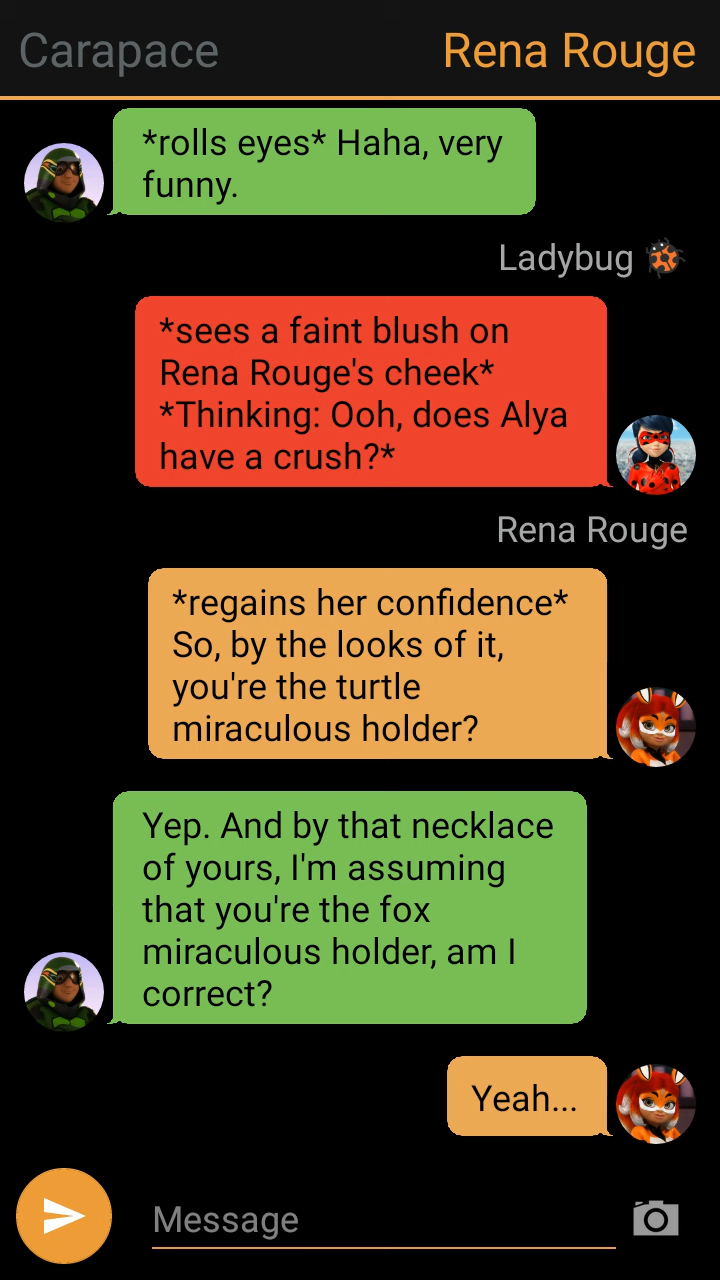 Carapace Rena Rouge
*rolls eyes* Haha, very
funny.
Ladybug 🐞
*sees a faint blush on
Rena Rouge's cheek*
*Thinking: Ooh, does Alya
have a crush?*
Rena Rouge
*regains her confidence*
So, by the looks of it,
you're the turtle
miraculous holder?
Yep. And by that necklace
of yours, I'm assuming
that you're the fox
miraculous holder, am I
correct?
Yeah...
Message